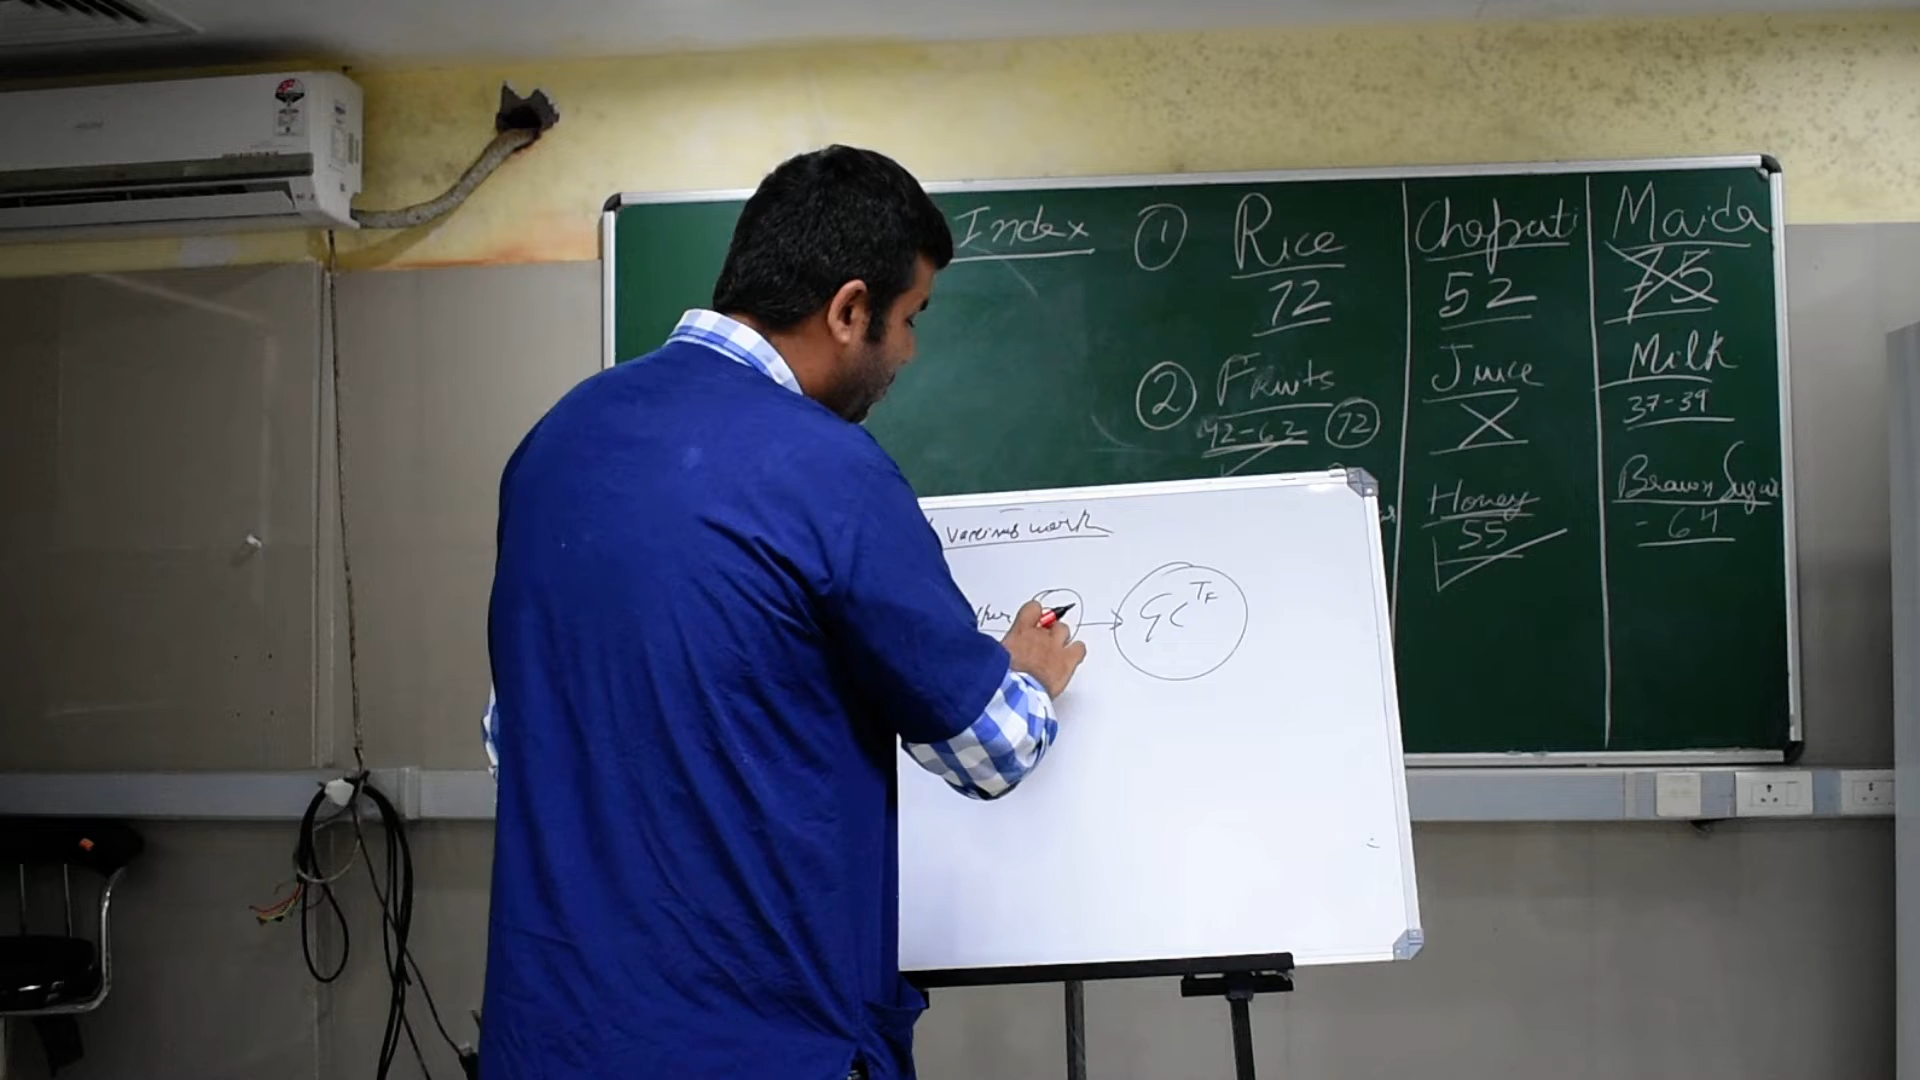 Index ① Rice Chapati Maida
72 52 75
② Fruits Juice Milk
42-62 72 X 37-39
Honey Brown Sugar
55 - 64
various work
GC TF